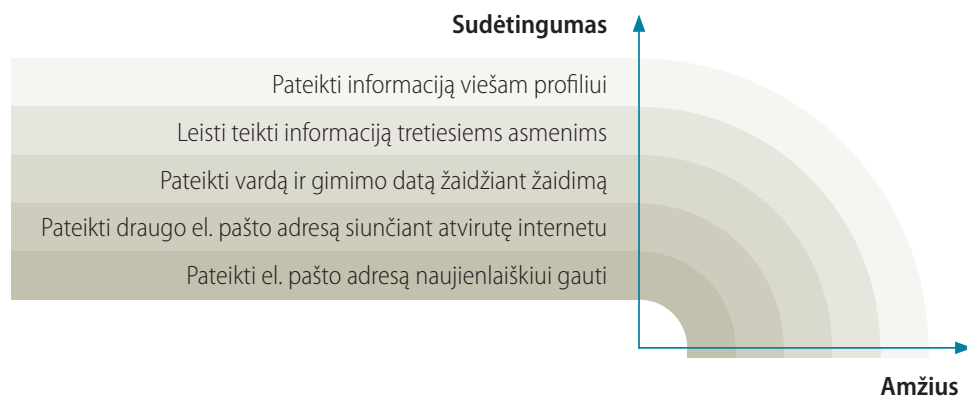 Sudėtingumas
Pateikti informaciją viešam profiliui
Leisti teikti informaciją tretiesiems asmenims
Pateikti vardą ir gimimo datą žaidžiant žaidimą
Pateikti draugo el. pašto adresą siunčiant atvirutę internetu
Pateikti el. pašto adresą naujienlaiškiui gauti
Amžius